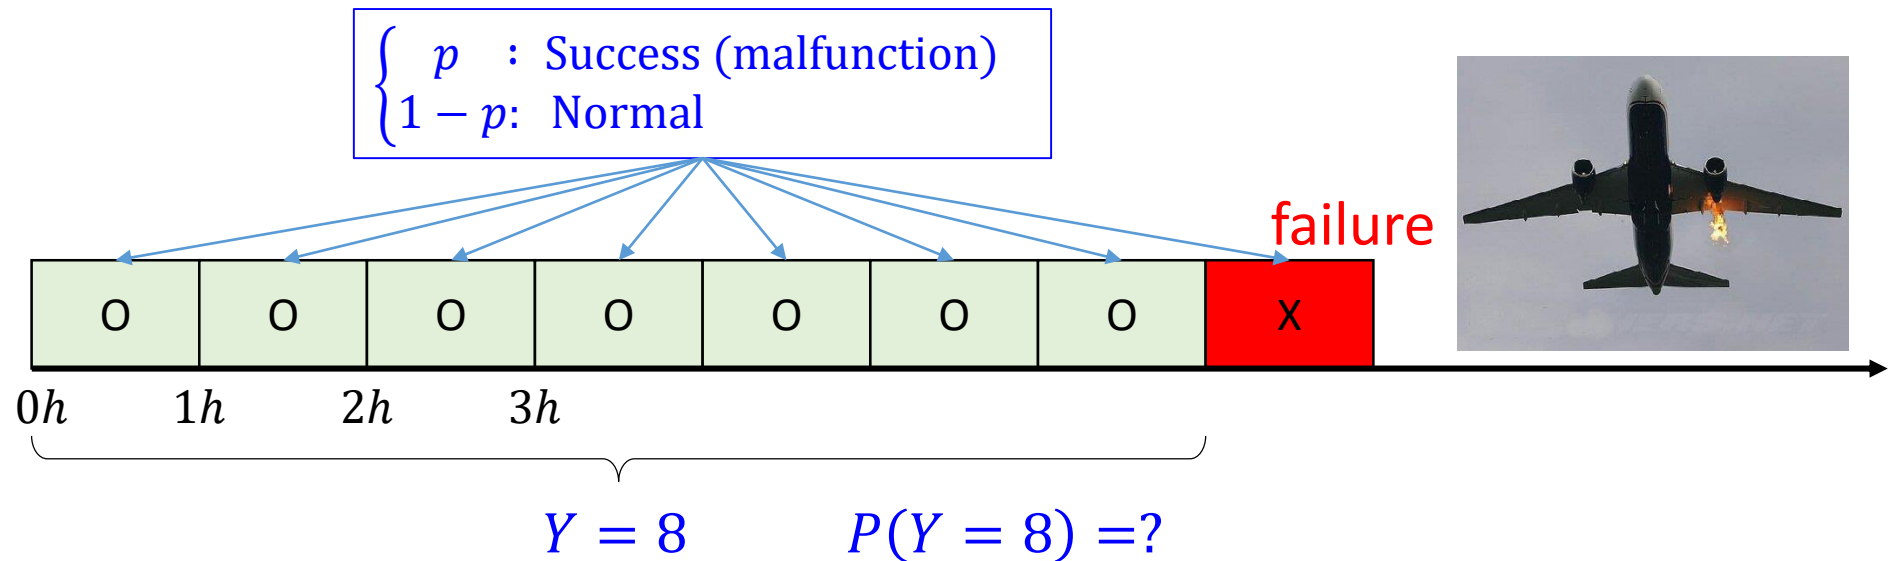 p : Success (malfunction)
1 − p: Normal
failure
O O O O O O O X
0h 1h 2h 3h
Y = 8 P(Y = 8) =?